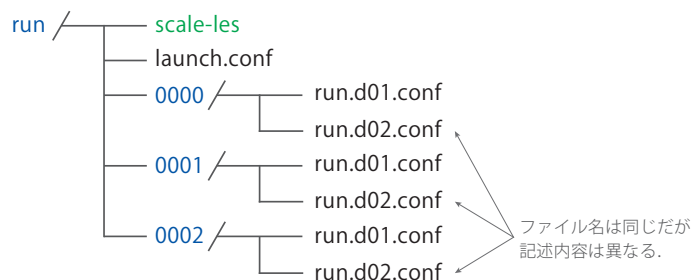 run
scale-les
launch.conf
0000
run.d01.conf
run.d02.conf
0001
run.d01.conf
run.d02.conf
0002
run.d01.conf
run.d02.conf
ファイル名は同じだが
記述内容は異なる.